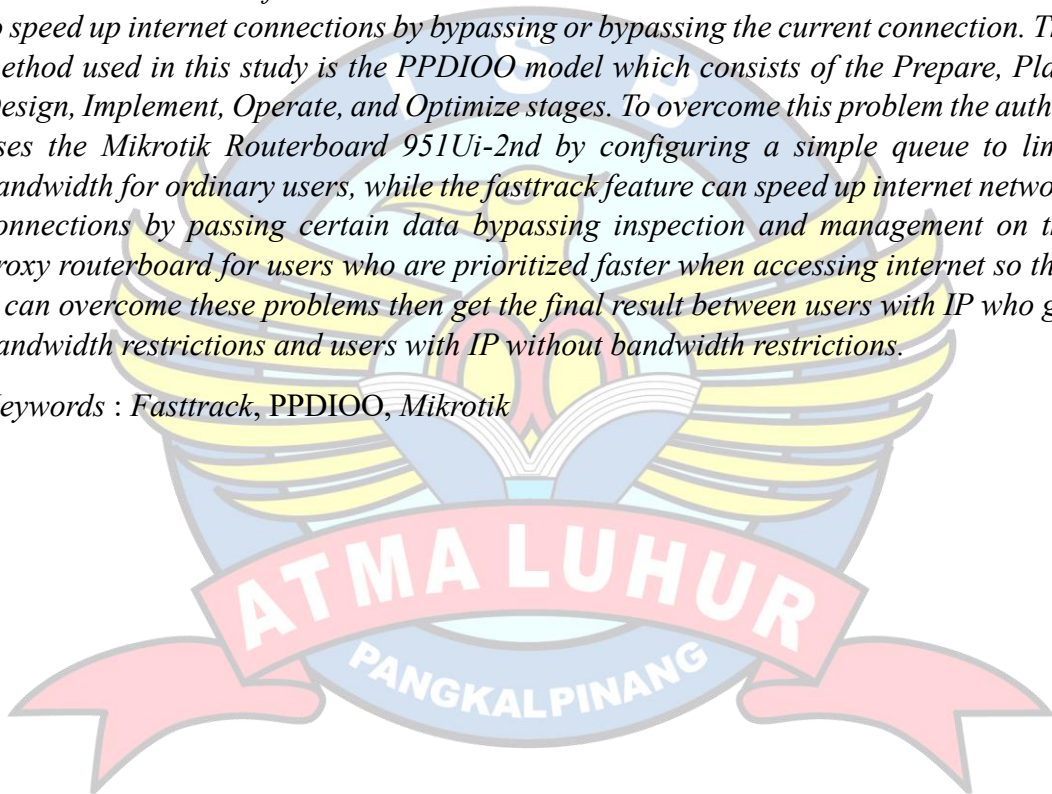 o speed up internet connections by bypassing or bypassing the current connection. Th
ethod used in this study is the PPDIOO model which consists of the Prepare, Pla
esign, Implement, Operate, and Optimize stages. To overcome this problem the auth
ses the Mikrotik Routerboard 951Ui-2nd by configuring a simple queue to lim
andwidth for ordinary users, while the fasttrack feature can speed up internet networ
onnections by passing certain data bypassing inspection and management on th
roxy routerboard for users who are prioritized faster when accessing internet so th
can overcome these problems then get the final result between users with IP who g
andwidth restrictions and users with IP without bandwidth restrictions.
eywords : Fasttrack, PPDIOO, Mikrotik
I S B
ATMA LUHUR
PANGKALPINANG